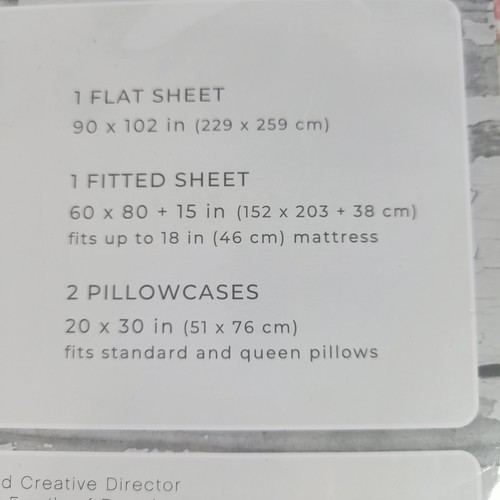 1 FLAT SHEET
90 x 102 in (229 x 259 cm)
1 FITTED SHEET
60 x 80 + 15 in (152 x 203 + 38 cm)
fits up to 18 in (46 cm) mattress
2 PILLOWCASES
20 x 30 in (51 x 76 cm)
fits standard and queen pillows
d Creative Director